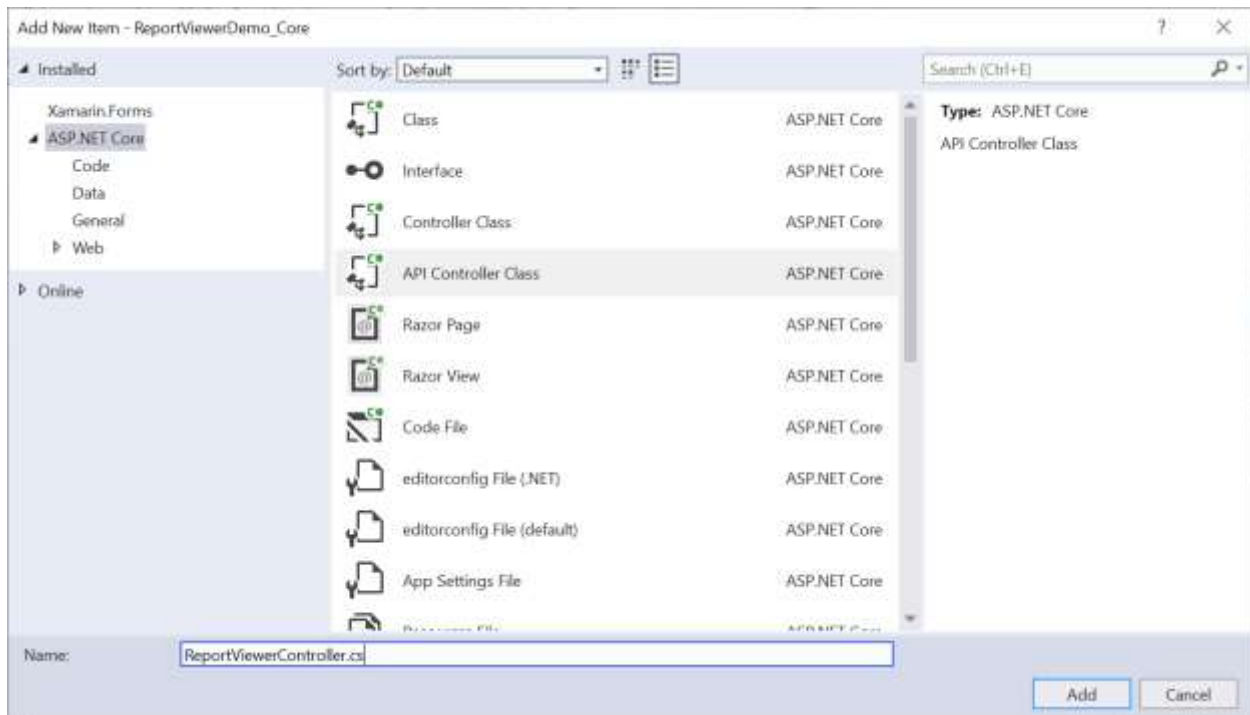 Add New Item - ReportViewerDemo_Core
? ×
Installed
Sort by: Default
Search (Ctrl+E)
Xamarin.Forms
ASP.NET Core
Code
Data
General
Web
Online
Class ASP.NET Core
Interface ASP.NET Core
Controller Class ASP.NET Core
API Controller Class ASP.NET Core
Razor Page ASP.NET Core
Razor View ASP.NET Core
Code File ASP.NET Core
editorconfig File (.NET) ASP.NET Core
editorconfig File (default) ASP.NET Core
App Settings File ASP.NET Core
Type: ASP.NET Core
API Controller Class
Name: ReportViewerController.cs
Add Cancel